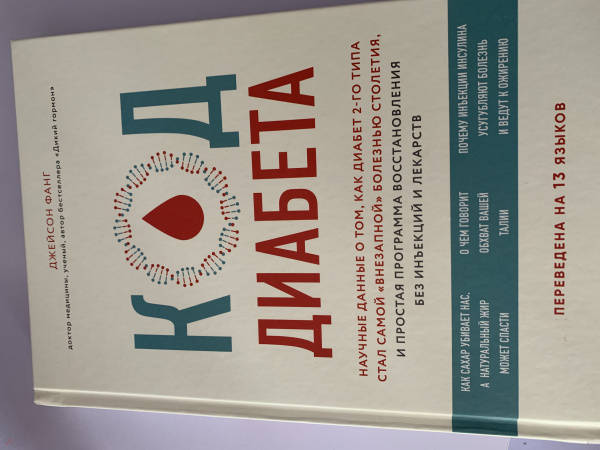 ДЖЕЙСОН ФАНГ
доктор медицины, ученый, автор бестселлера «Дикий гормон»
КОД
ДИАБЕТА
НАУЧНЫЕ ДАННЫЕ О ТОМ, КАК ДИАБЕТ 2-ГО ТИПА
СТАЛ САМОЙ «ВНЕЗАПНОЙ» БОЛЕЗНЬЮ СТОЛЕТИЯ,
И ПРОСТАЯ ПРОГРАММА ВОССТАНОВЛЕНИЯ
БЕЗ ИНЪЕКЦИЙ И ЛЕКАРСТВ
КАК САХАР УБИВАЕТ НАС,
А НАТУРАЛЬНЫЙ ЖИР
МОЖЕТ СПАСТИ
О ЧЕМ ГОВОРИТ
ОБХВАТ ВАШЕЙ
ТАЛИИ
ПОЧЕМУ ИНЪЕКЦИИ ИНСУЛИНА
УСУГУБЛЯЮТ БОЛЕЗНЬ
И ВЕДУТ К ОЖИРЕНИЮ
ПЕРЕВЕДЕНА НА 13 ЯЗЫКОВ